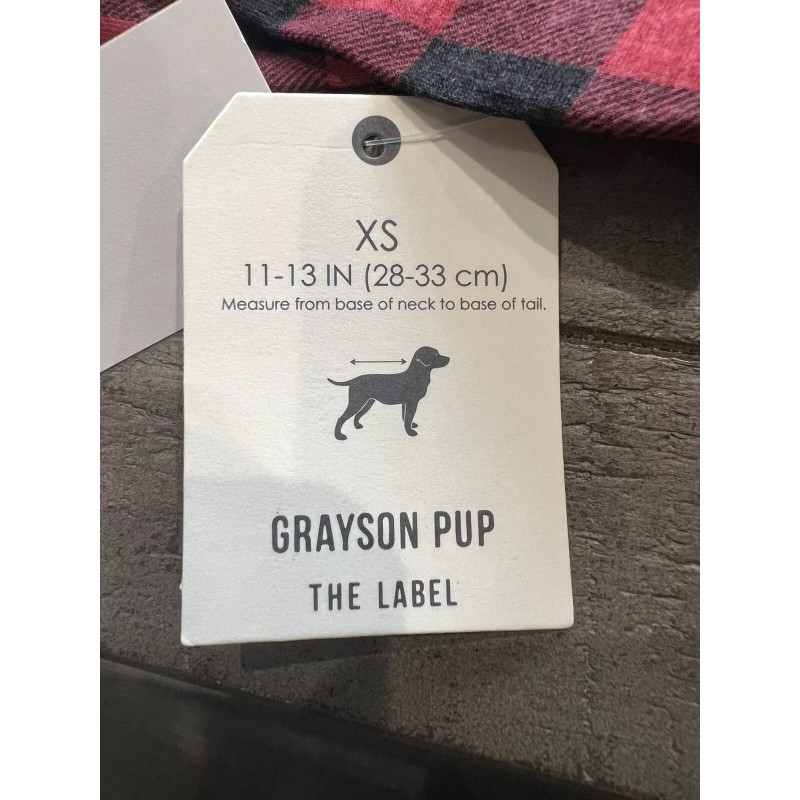 XS
11-13 IN (28-33 cm)
Measure from base of neck to base of tail.
GRAYSON PUP
THE LABEL